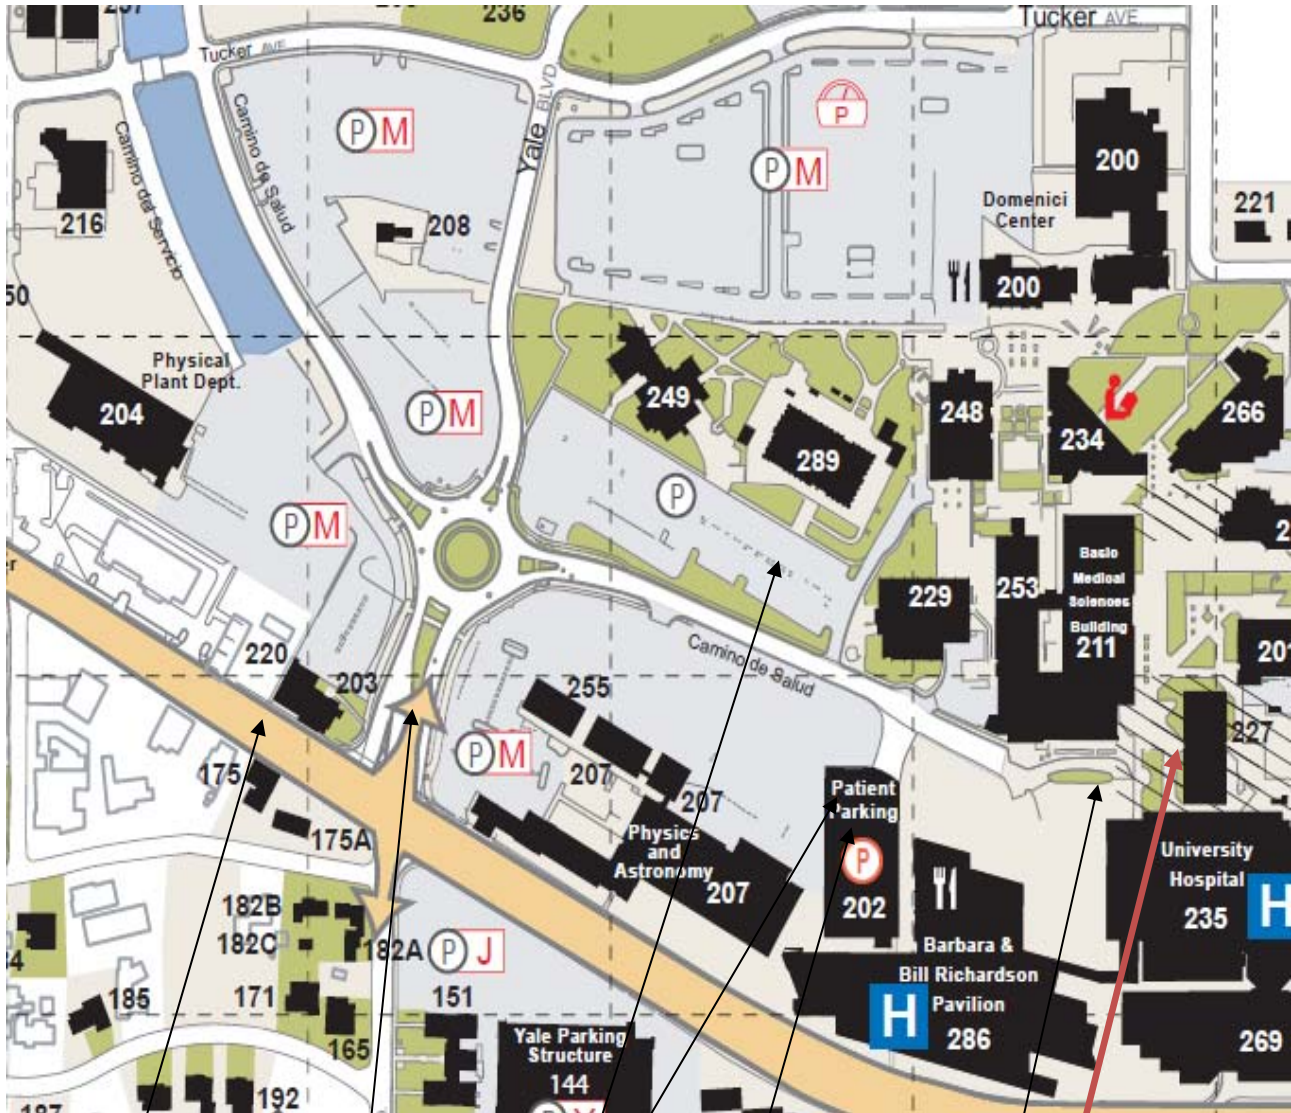 236
Tucker AVE
Tucker AVE
Yale BLVD
Camino de Salud
Camino del Servicio
P M
P
P M
200
Domenici
Center
221
216
208
200
50
Physical
Plant Dept.
204
P M
249
248
234
266
289
P
P M
229
253
Basic
Medical
Sciences
Building
211
201
220
203
Camino de Salud
255
227
P M
207
207
175
175A
Physics
and
Astronomy
207
Patient
Parking
P
202
University
Hospital
235
H
182B
182C
182A
P J
Barbara &
Bill Richardson
Pavilion
286
H
185
171
151
165
Yale Parking
Structure
144
269
192